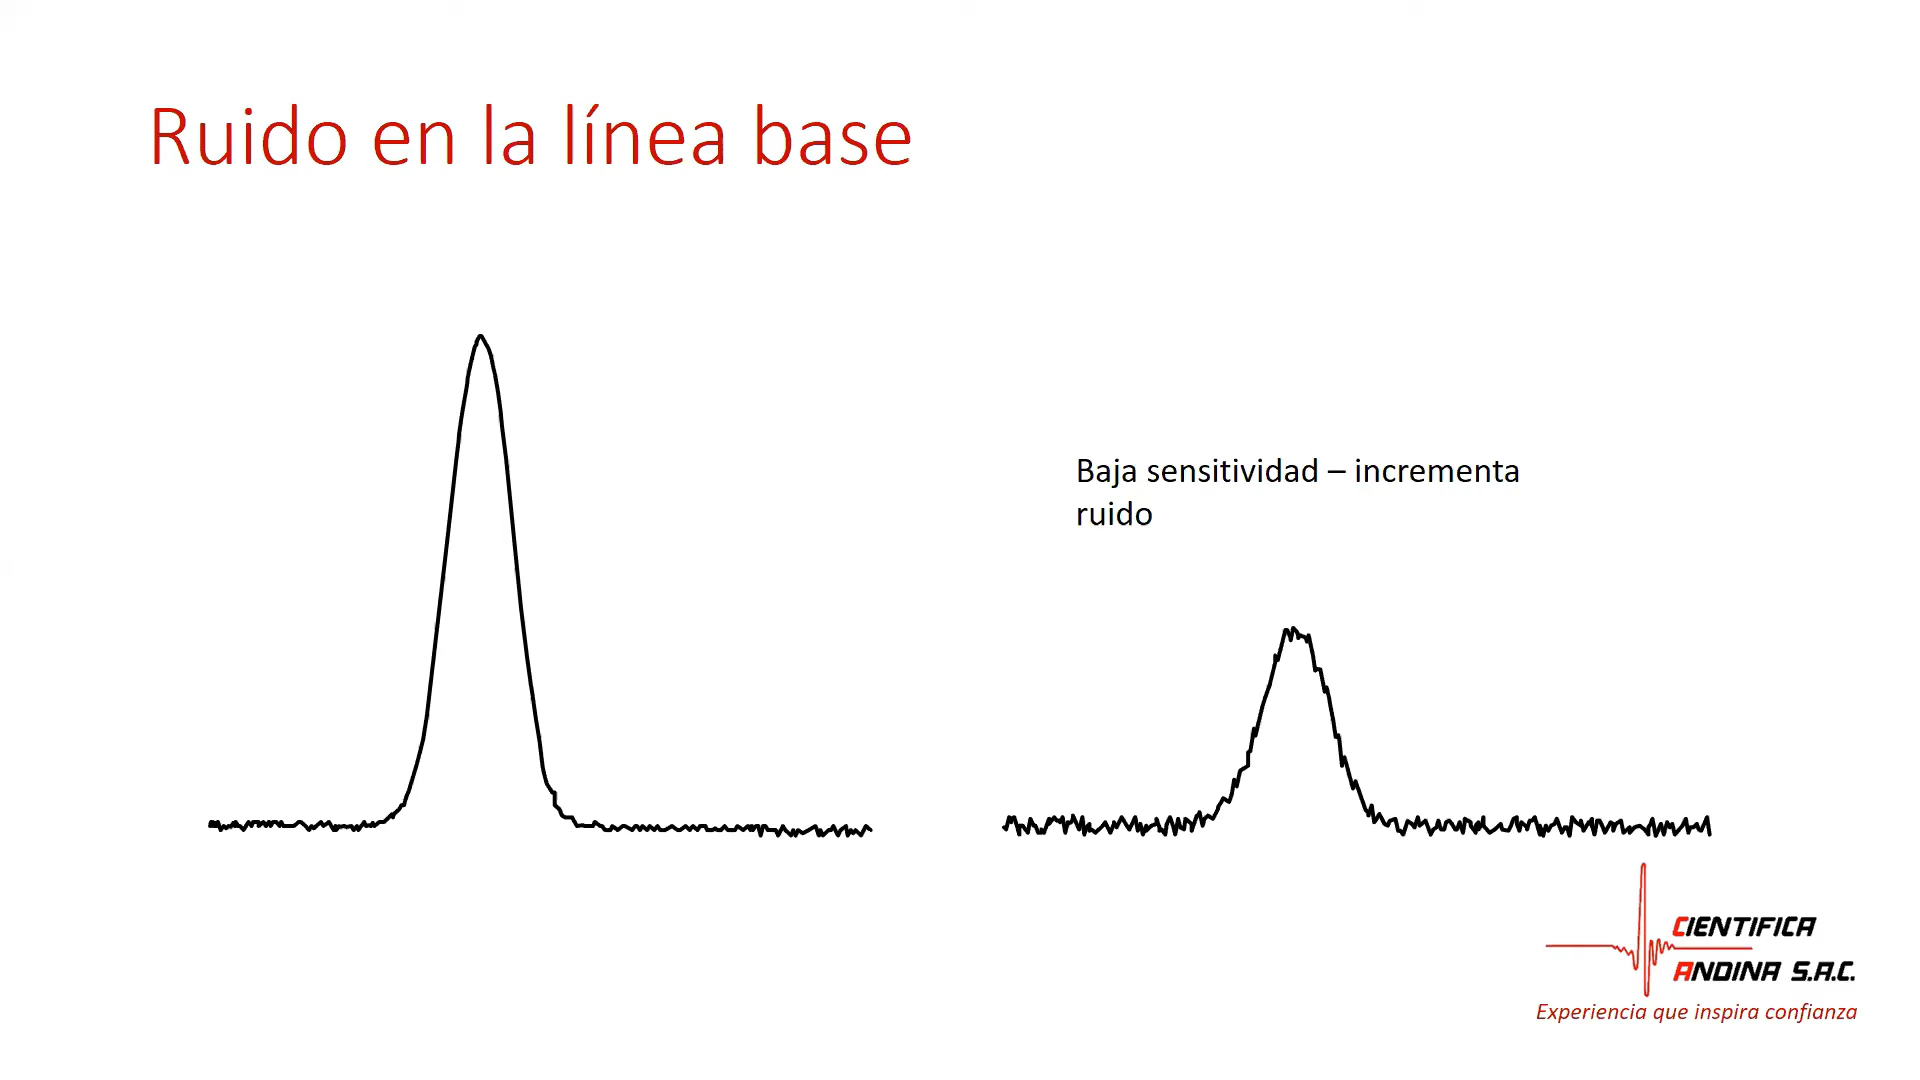 Ruido en la línea base
Baja sensitividad – incrementa
ruido
CIENTIFICA
ANDINA S.A.C.
Experiencia que inspira confianza